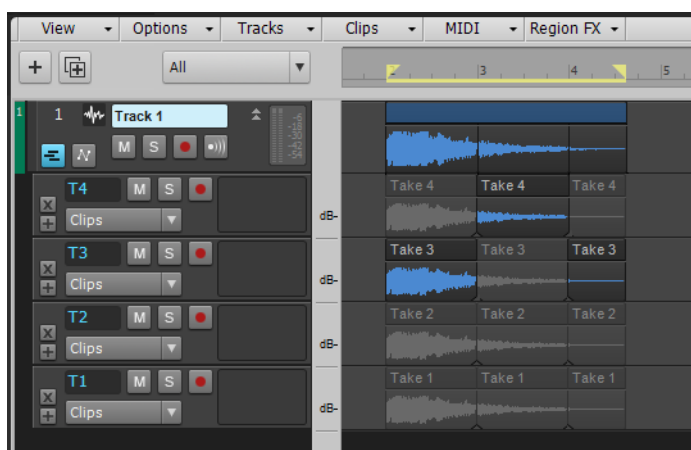 View Options Tracks Clips MIDI Region FX
All
2 3 4 5
1 1 Track 1
M S
T4 M S Take 4 Take 4 Take 4
Clips dB-
T3 M S Take 3 Take 3 Take 3
Clips dB-
T2 M S Take 2 Take 2 Take 2
Clips dB-
T1 M S Take 1 Take 1 Take 1
Clips dB-